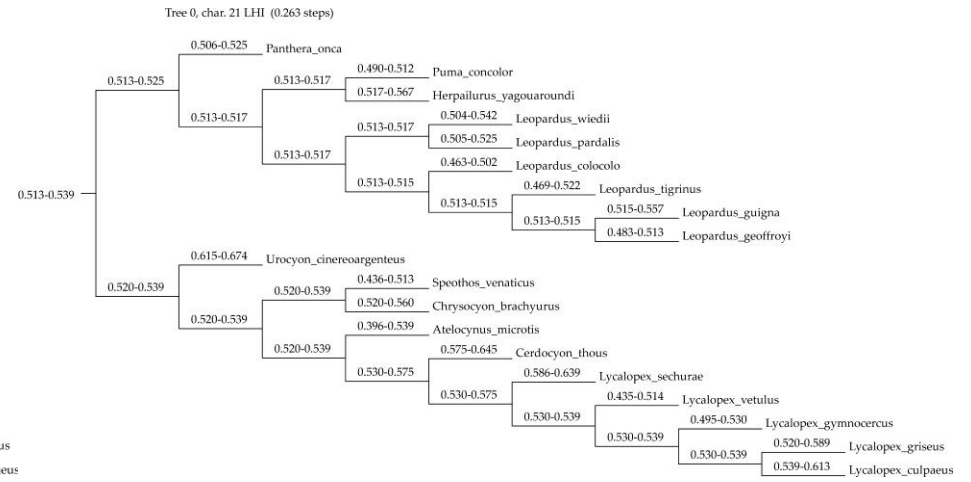 Tree 0, char. 21 LHI (0.263 steps)
0.506-0.525 Panthera_onca
0.513-0.525
0.490-0.512 Puma_concolor
0.513-0.517
0.517-0.567 Herpailurus_yagouaroundi
0.513-0.517
0.504-0.542 Leopardus_wiedii
0.513-0.517
0.505-0.525 Leopardus_pardalis
0.513-0.517
0.463-0.502 Leopardus_colocolo
0.513-0.515
0.469-0.522 Leopardus_tigrinus
0.513-0.515
0.515-0.557 Leopardus_guigna
0.513-0.515
0.483-0.513 Leopardus_geoffroyi
0.513-0.539
0.615-0.674 Urocyon_cinereoargenteus
0.520-0.539
0.436-0.513 Speothos_venaticus
0.520-0.539
0.520-0.560 Chrysocyon_brachyurus
0.520-0.539
0.396-0.539 Atelocynus_microtis
0.520-0.539
0.575-0.645 Cerdocyon_thous
0.530-0.575
0.586-0.639 Lycalopex_sechurae
0.530-0.575
0.435-0.514 Lycalopex_vetulus
0.530-0.539
0.495-0.530 Lycalopex_gymnocercus
0.530-0.539
0.520-0.589 Lycalopex_griseus
0.530-0.539
0.539-0.613 Lycalopex_culpaeus
us
aeus